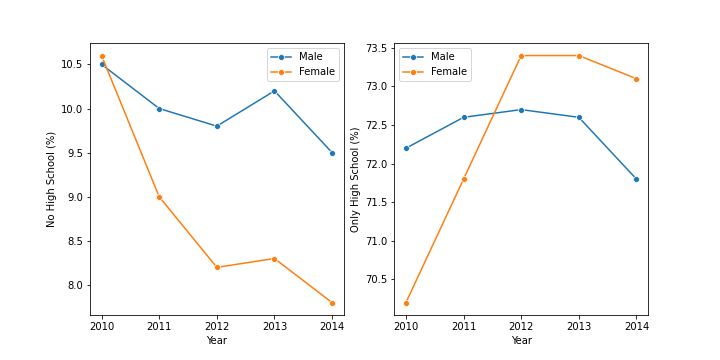 No High School (%)
10.5
10.0
9.5
9.0
8.5
8.0
2010
2011
2012
2013
2014
Year
Male
Female
Only High School (%)
73.5
73.0
72.5
72.0
71.5
71.0
70.5
2010
2011
2012
2013
2014
Year
Male
Female